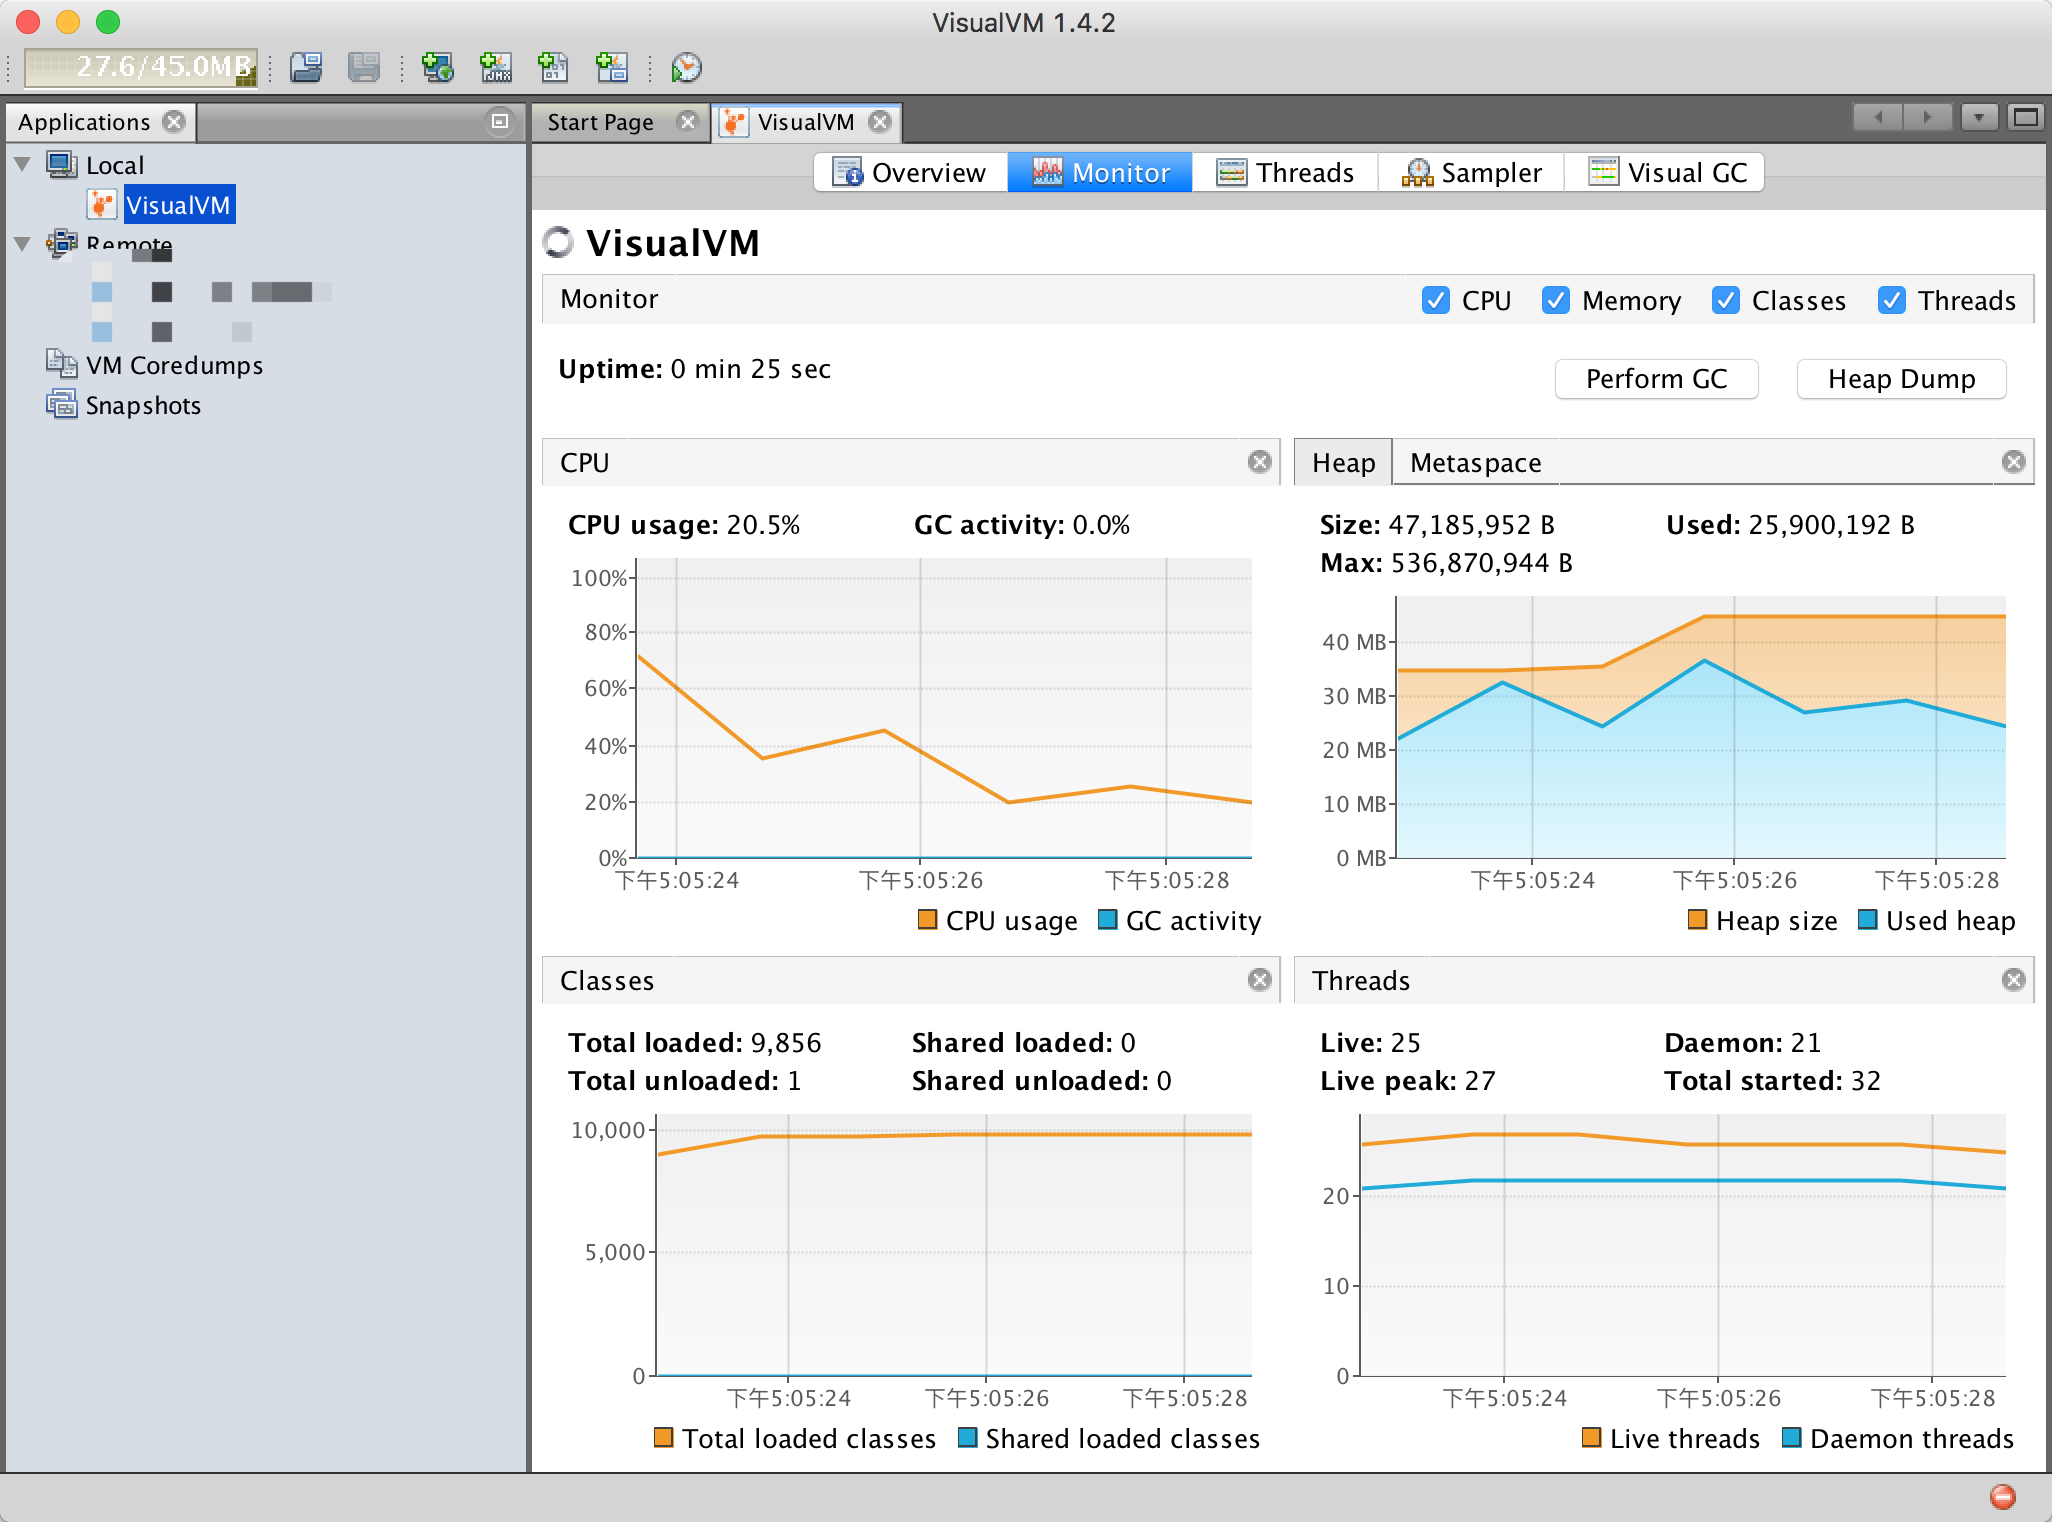 VisualVM 1.4.2
27.6/45.0MB
Applications
Start Page
VisualVM
Local
VisualVM
Remote
VM Coredumps
Snapshots
Overview
Monitor
Threads
Sampler
Visual GC
VisualVM
Monitor
CPU
Memory
Classes
Threads
Uptime: 0 min 25 sec
Perform GC
Heap Dump
CPU
CPU usage: 20.5%
GC activity: 0.0%
100%
80%
60%
40%
20%
0%
下午5:05:24
下午5:05:26
下午5:05:28
CPU usage
GC activity
Heap
Metaspace
Size: 47,185,952 B
Used: 25,900,192 B
Max: 536,870,944 B
40 MB
30 MB
20 MB
10 MB
0 MB
下午5:05:24
下午5:05:26
下午5:05:28
Heap size
Used heap
Classes
Total loaded: 9,856
Shared loaded: 0
Total unloaded: 1
Shared unloaded: 0
10,000
5,000
0
下午5:05:24
下午5:05:26
下午5:05:28
Total loaded classes
Shared loaded classes
Threads
Live: 25
Daemon: 21
Live peak: 27
Total started: 32
20
10
0
下午5:05:24
下午5:05:26
下午5:05:28
Live threads
Daemon threads